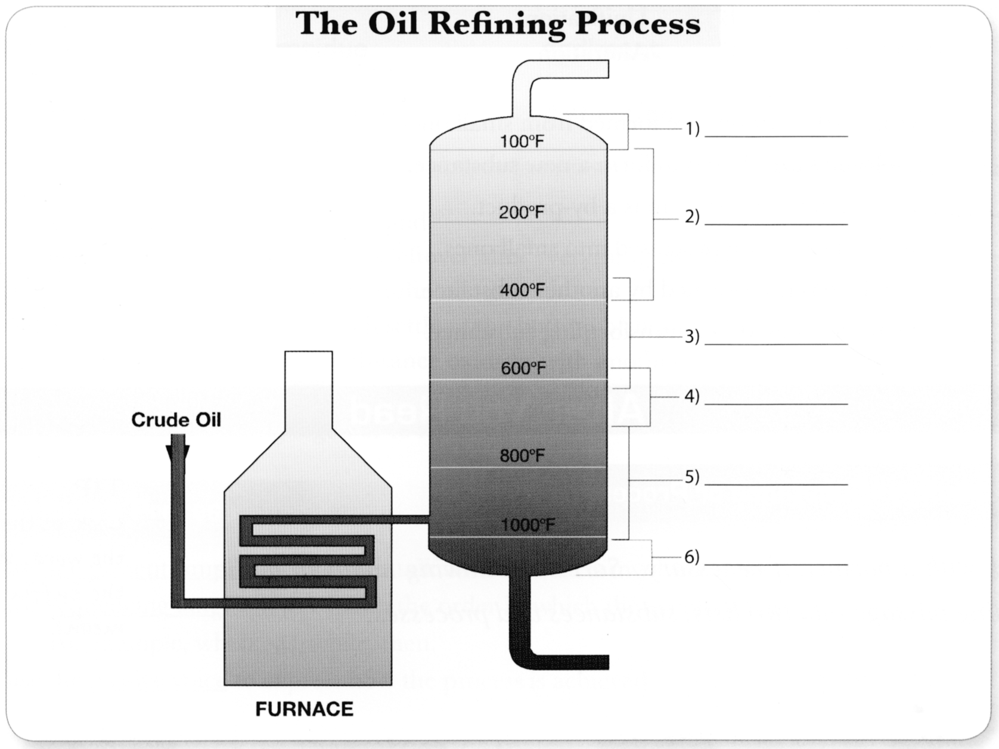 The Oil Refining Process
1)
100°F
200°F
2)
400°F
3)
600°F
4)
Crude Oil
800°F
5)
1000°F
6)
FURNACE